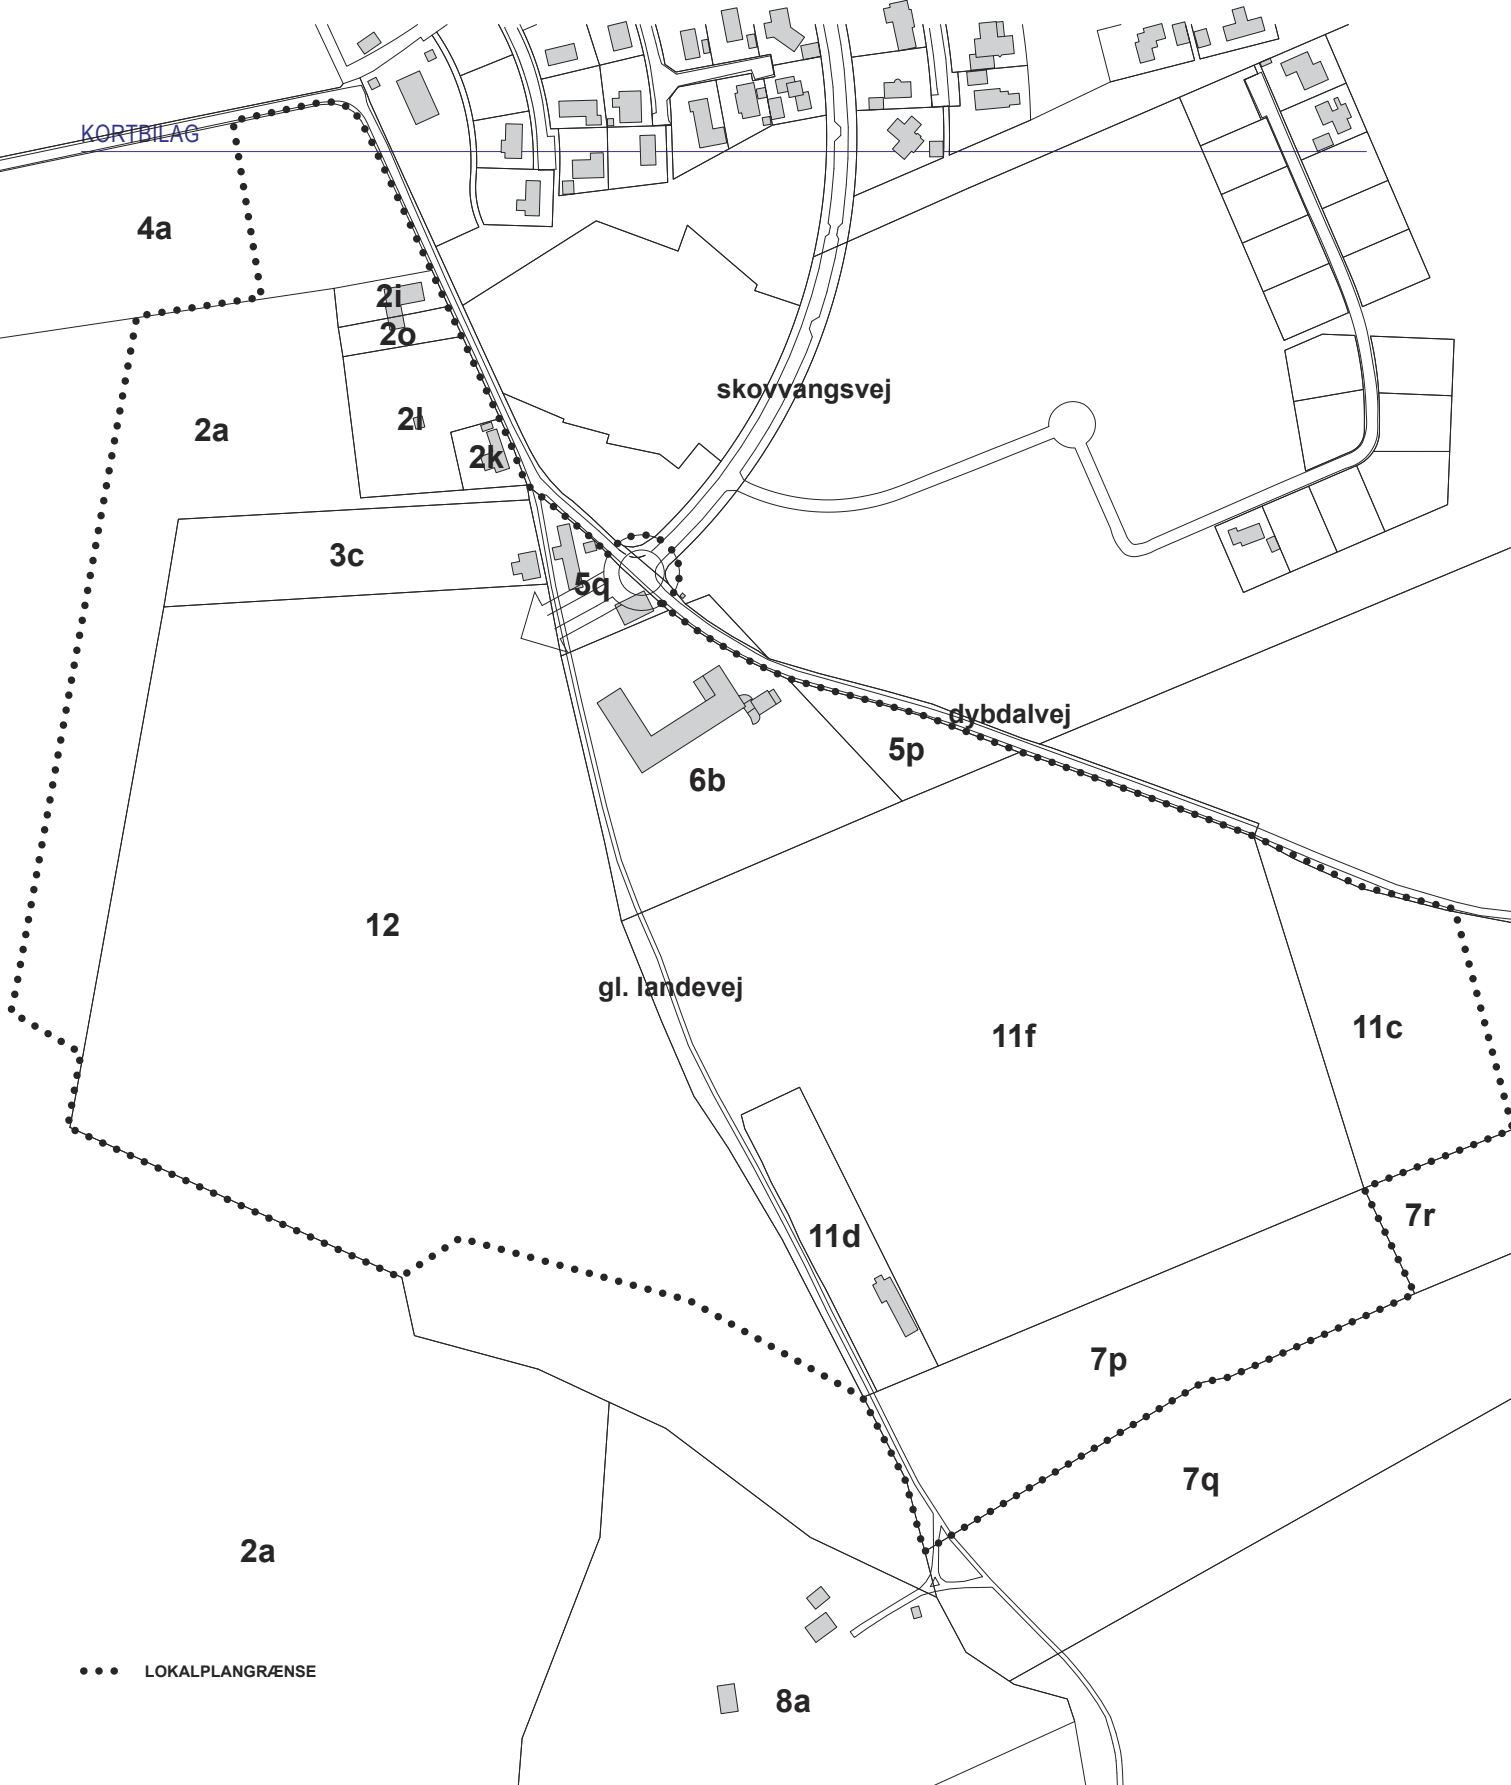 KORTBILAG
4a
2i
2o
skovvangsvej
2l
2a
2k
3c
5q
dybdalvej
5p
6b
12
gl. landevej
11c
11f
7r
11d
7p
7q
2a
LOKALPLANGRÆNSE
8a